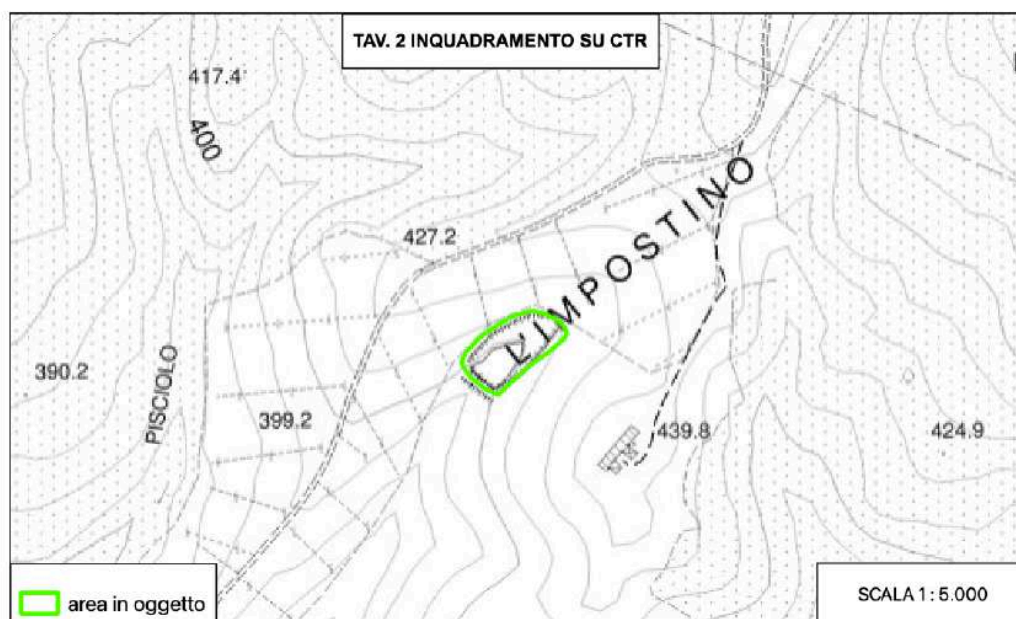 TAV. 2 INQUADRAMENTO SU CTR
417.4
400
427.2
L'IMPOSTINO
390.2
PISCIOLO
399.2
439.8
424.9
area in oggetto
SCALA 1 : 5.000